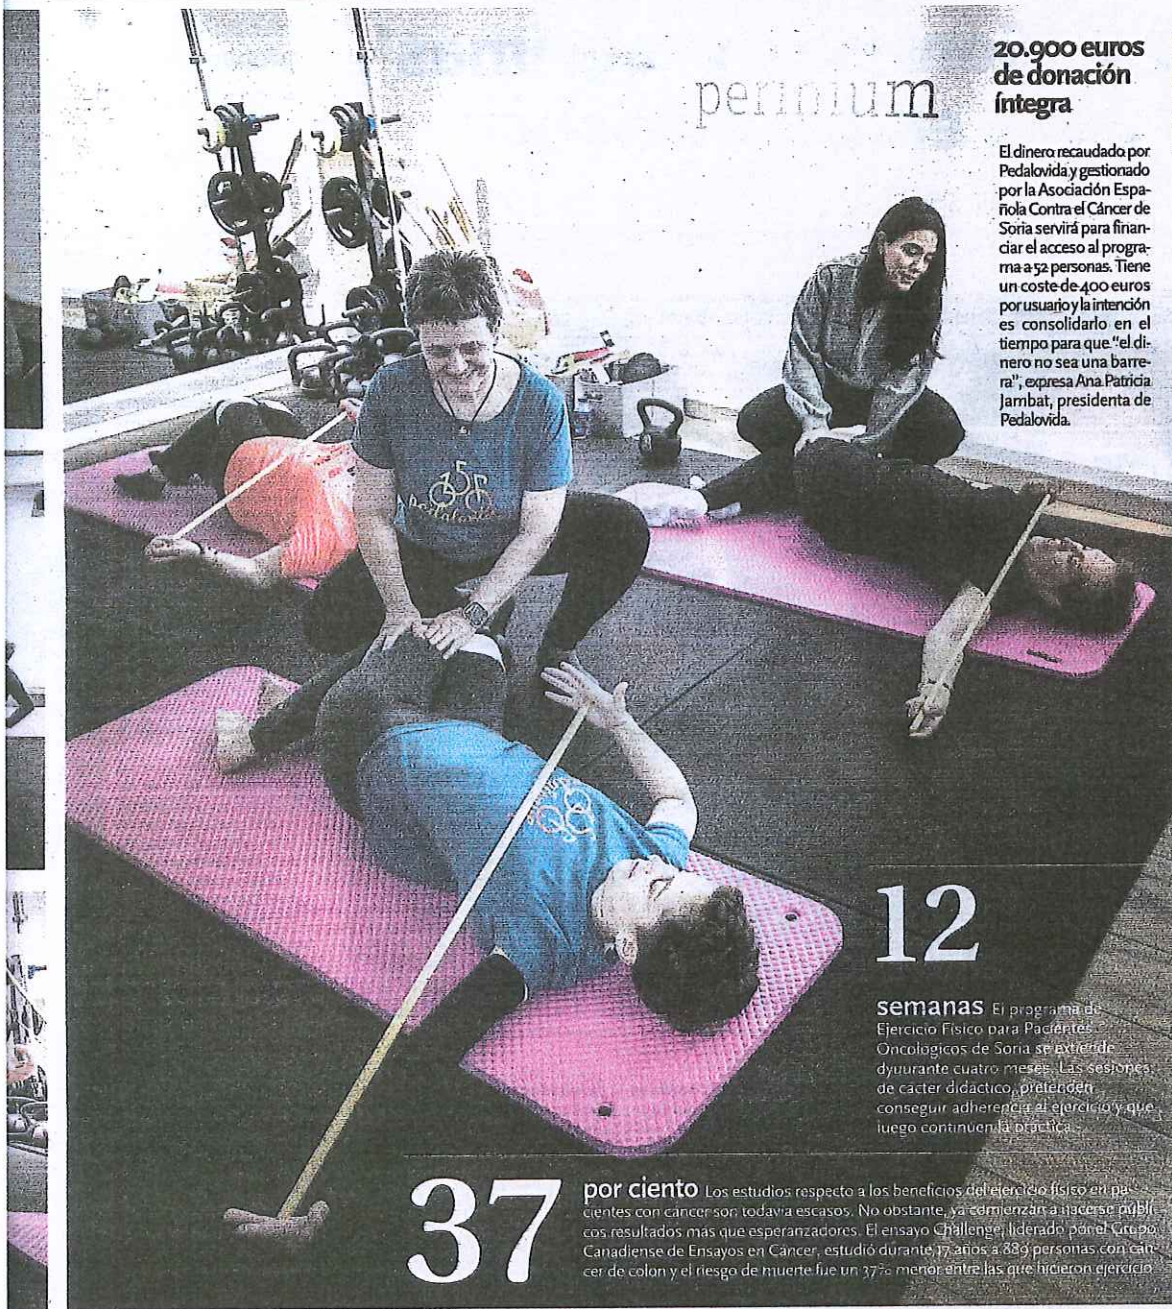 perinium
20.900 euros
de donación
íntegra
El dinero recaudado por
Pedalovida y gestionado
por la Asociación Espa-
ñola Contra el Cáncer de
Soria servirá para finan-
ciar el acceso al progra-
ma a 52 personas. Tiene
un coste de 400 euros
por usuario y la intención
es consolidarlo en el
tiempo para que "el di-
nero no sea una barre-
ra", expresa Ana Patricia
Jambat, presidenta de
Pedalovida.
pedalovida
12
semanas El programa de
Ejercicio Físico para Pacientes
Oncologicos de Soria se extiende
dyuurante cuatro meses. Las sesiones,
de cacter didactico, pretenden
conseguir adherencia al ejercicio y que
luego continúen la práctica.
37
por ciento Los estudios respecto a los beneficios del ejercicio físico en pa-
cientes con cáncer son todavía escasos. No obstante, ya comienzan a hacerse públi-
cos resultados más que esperanzadores. El ensayo Challenge, liderado por el Grupo
Canadiense de Ensayos en Cáncer, estudió durante 17 años a 889 personas con cán-
cer de colon y el riesgo de muerte fue un 37% menor entre las que hicieron ejercicio